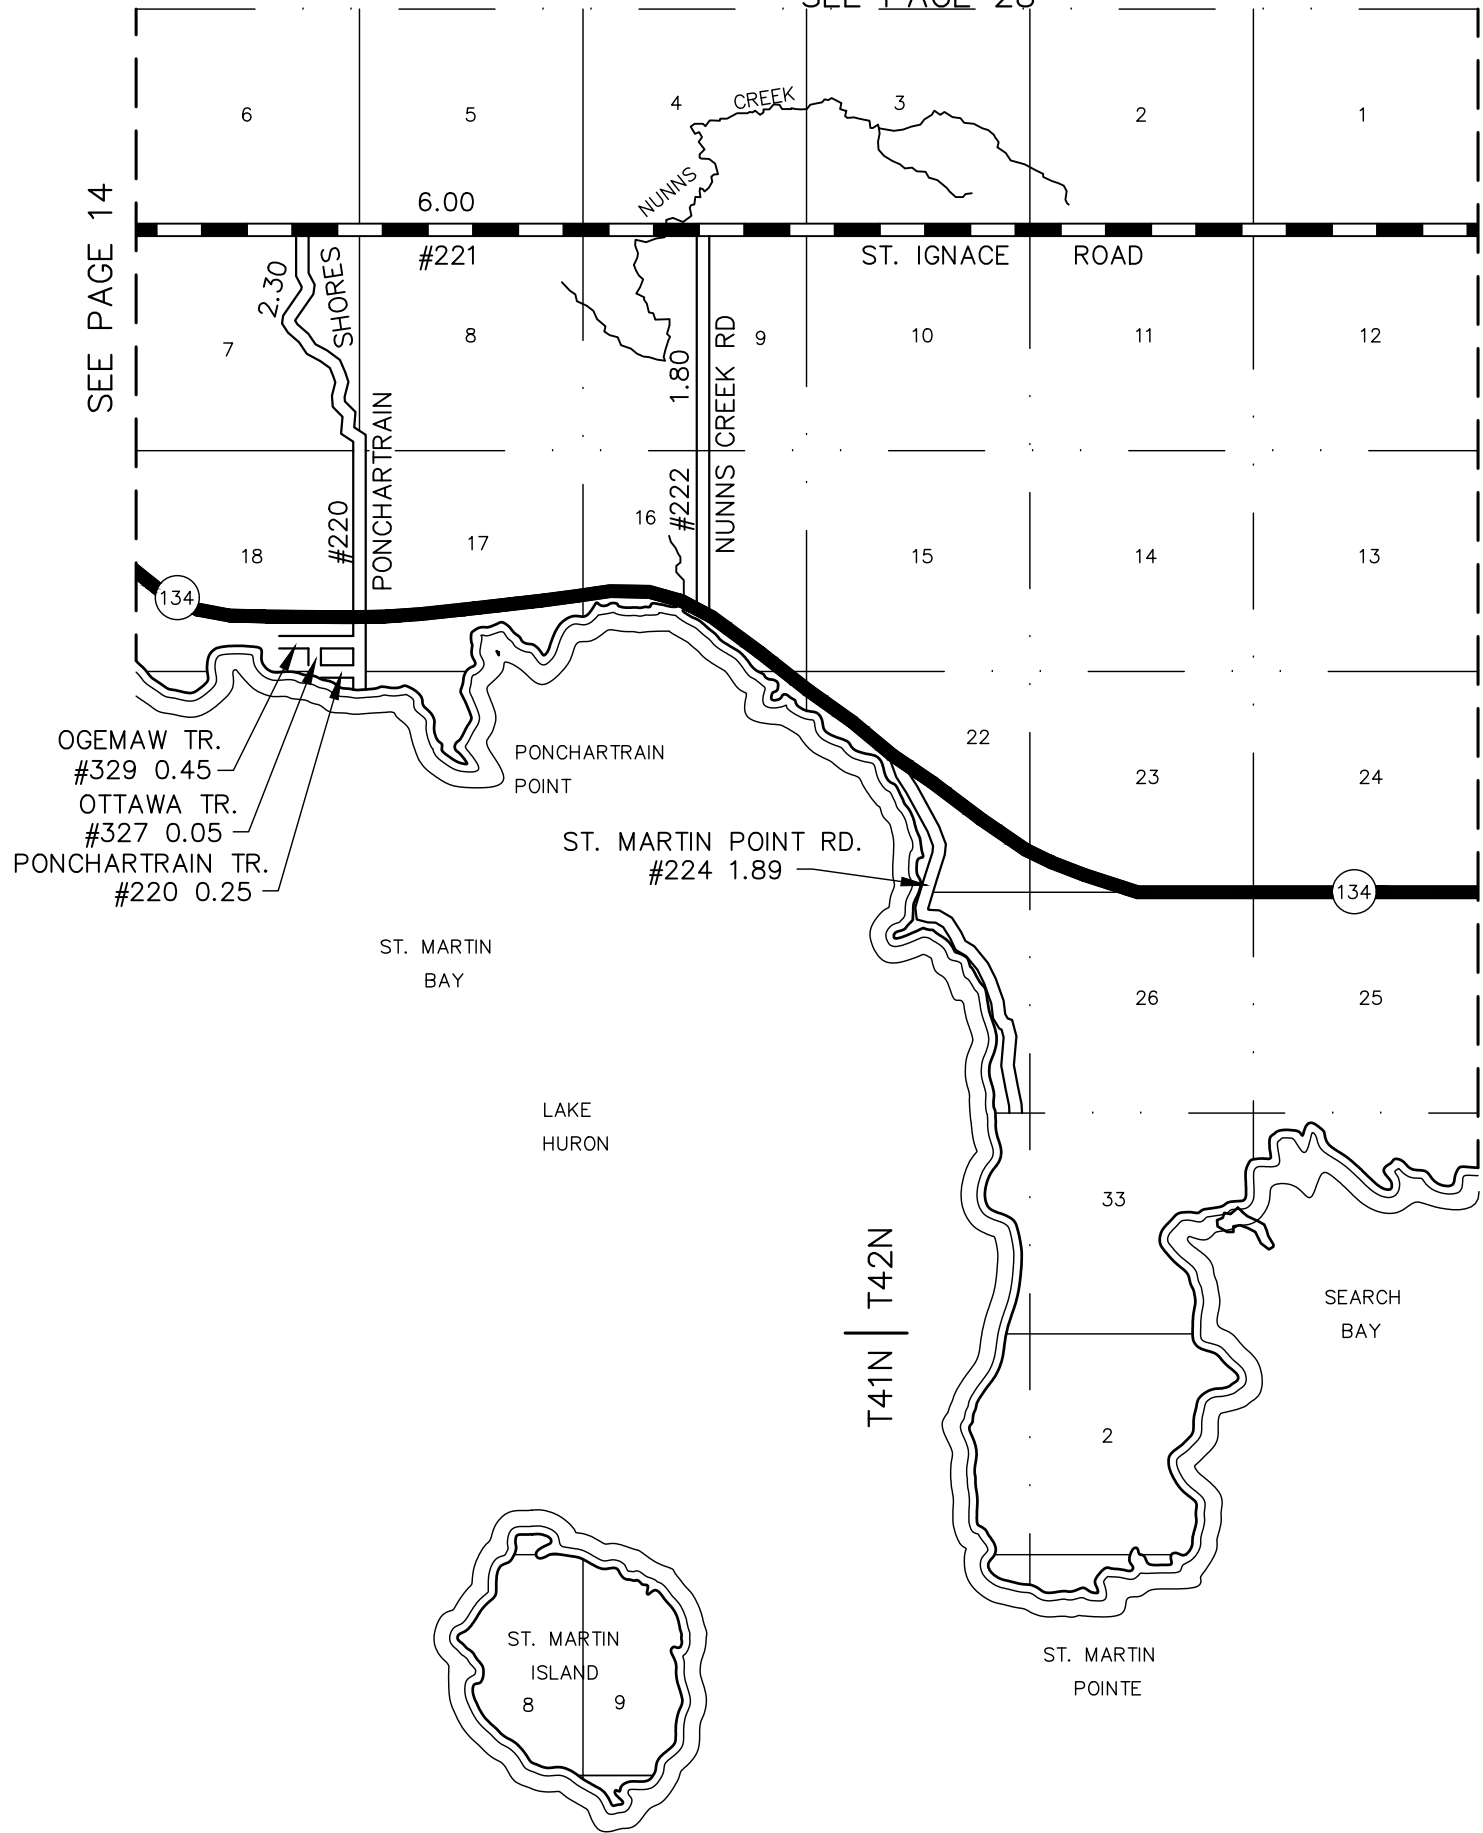 SEE PAGE 28
6
5
4
CREEK
3
2
1
NUNNS
6.00
SEE PAGE 14
#221
ST. IGNACE ROAD
2.30
SHORES
7
8
1.80
NUNNS CREEK RD
9
10
11
12
PONCHARTRAIN
#220
#222
18
17
16
15
14
13
134
OGEMAW TR.
#329 0.45
OTTAWA TR.
#327 0.05
PONCHARTRAIN TR.
#220 0.25
PONCHARTRAIN
POINT
22
23
24
ST. MARTIN POINT RD.
#224 1.89
134
ST. MARTIN
BAY
26
25
LAKE
HURON
33
T42N
T41N
SEARCH
BAY
2
ST. MARTIN
ISLAND
8
9
ST. MARTIN
POINTE